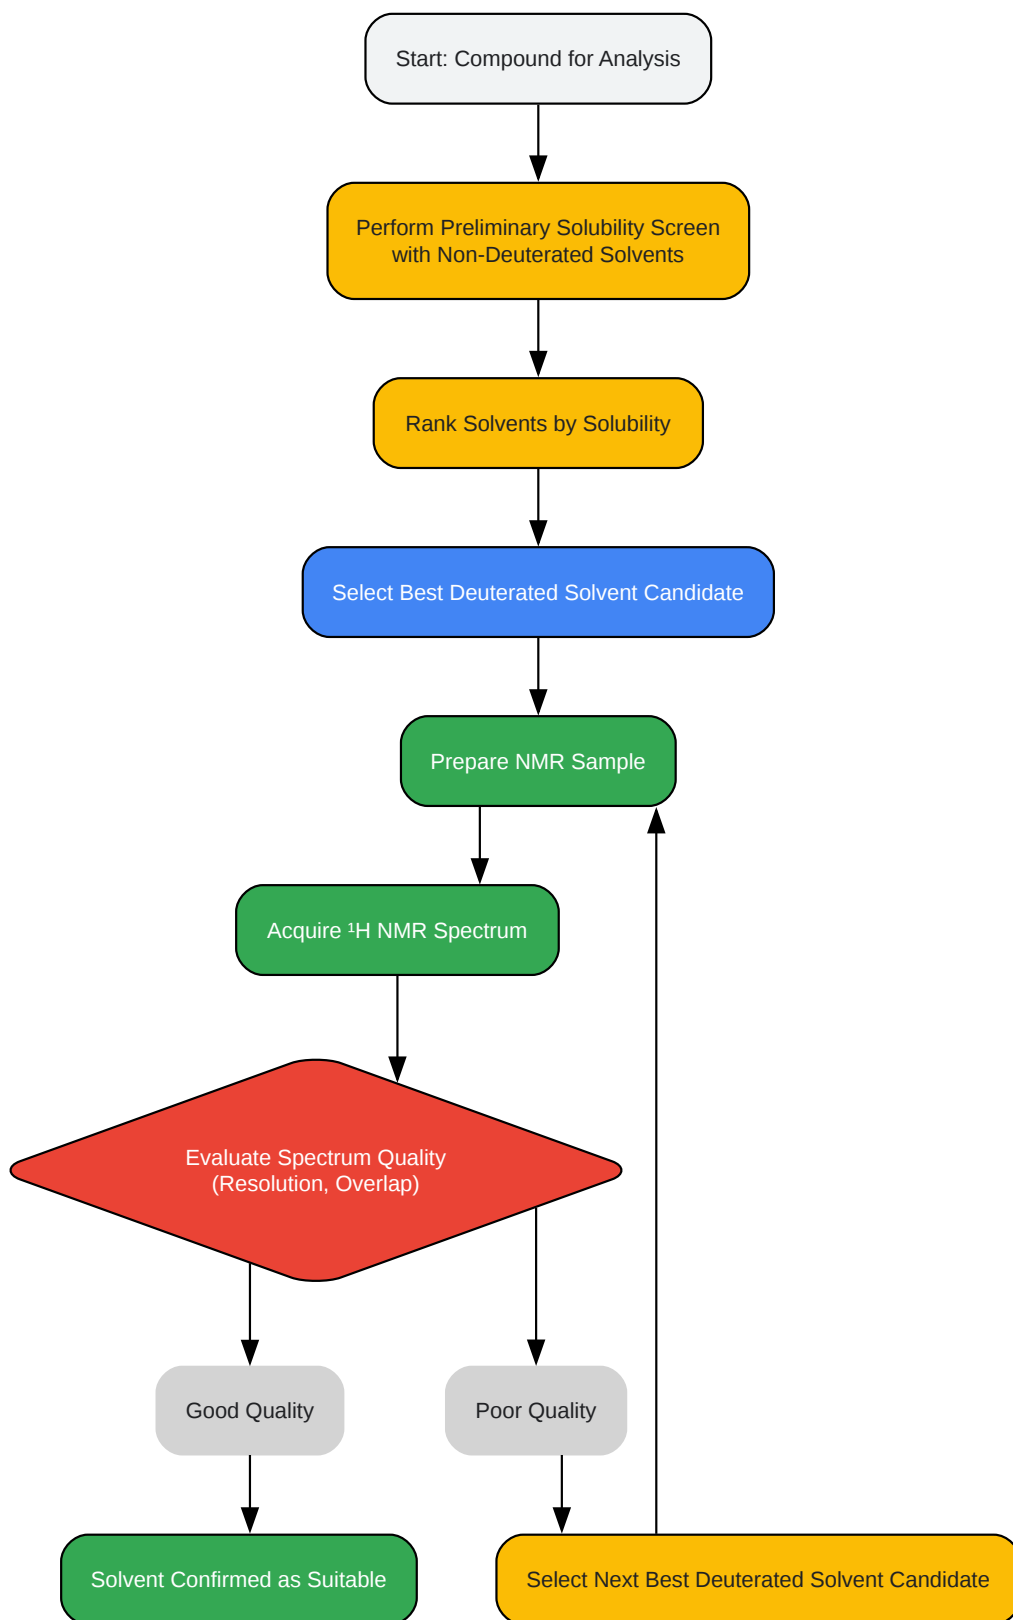 Start: Compound for Analysis
Perform Preliminary Solubility Screen
with Non-Deuterated Solvents
Rank Solvents by Solubility
Select Best Deuterated Solvent Candidate
Prepare NMR Sample
Acquire ¹H NMR Spectrum
Evaluate Spectrum Quality
(Resolution, Overlap)
Good Quality
Poor Quality
Solvent Confirmed as Suitable
Select Next Best Deuterated Solvent Candidate